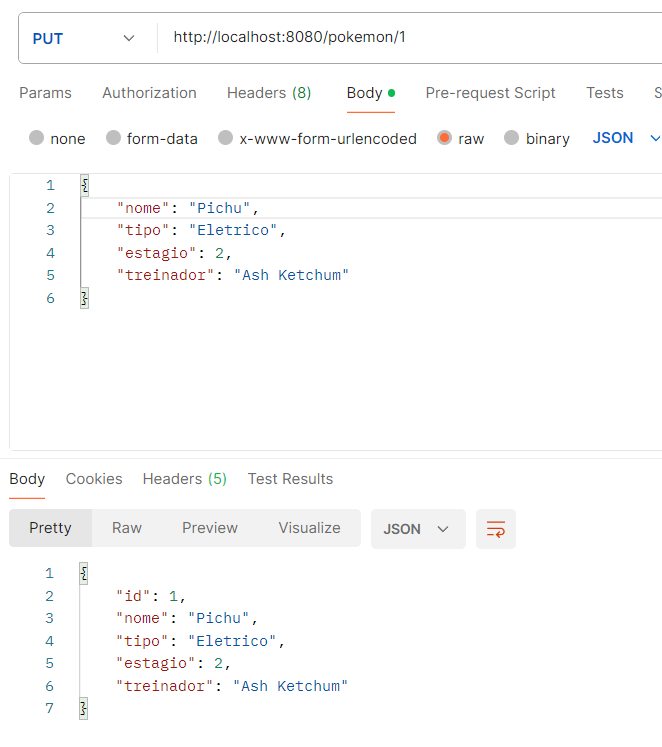 PUT http://localhost:8080/pokemon/1
Params Authorization Headers (8) Body Pre-request Script Tests S
none form-data x-www-form-urlencoded raw binary JSON
1 {
2 "nome": "Pichu",
3 "tipo": "Eletrico",
4 "estagio": 2,
5 "treinador": "Ash Ketchum"
6 }
Body Cookies Headers (5) Test Results
Pretty Raw Preview Visualize JSON
1 {
2 "id": 1,
3 "nome": "Pichu",
4 "tipo": "Eletrico",
5 "estagio": 2,
6 "treinador": "Ash Ketchum"
7 }